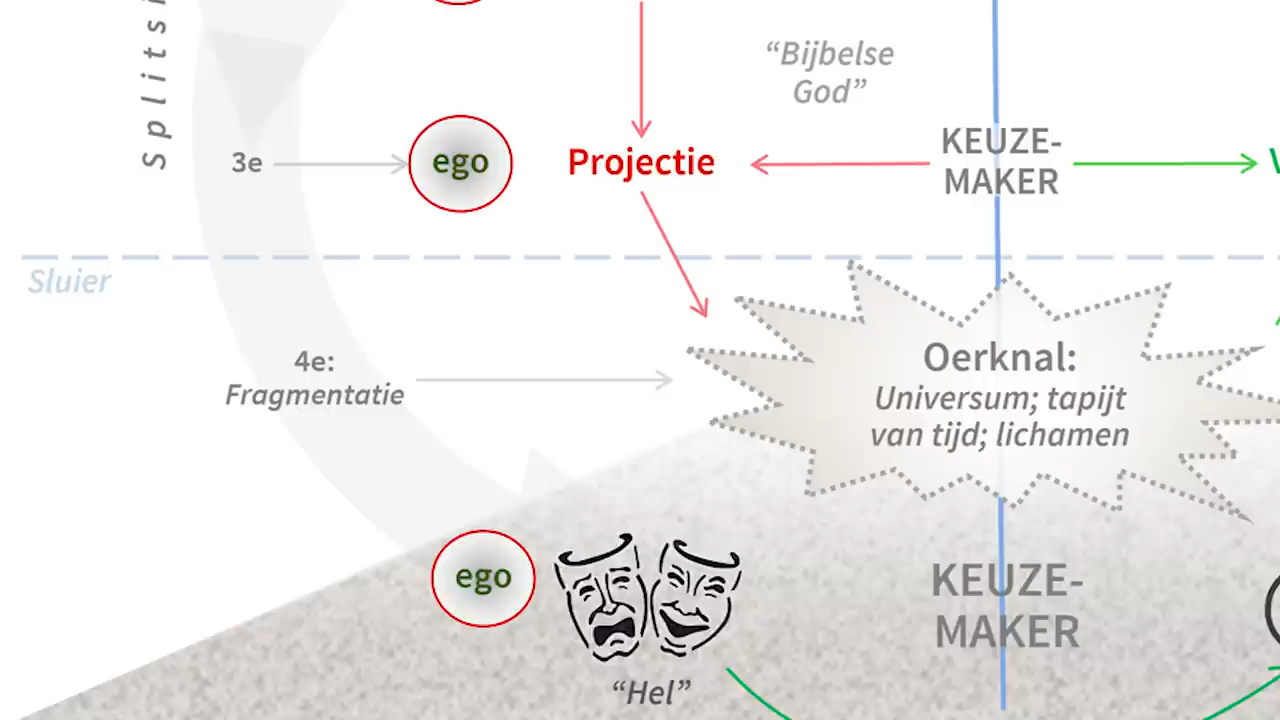 Splitsi
“Bijbelse
God”
3e
ego
Projectie
KEUZE-
MAKER
Sluier
4e:
Fragmentatie
Oerknal:
Universum; tapijt
van tijd; lichamen
ego
KEUZE-
MAKER
“Hel”